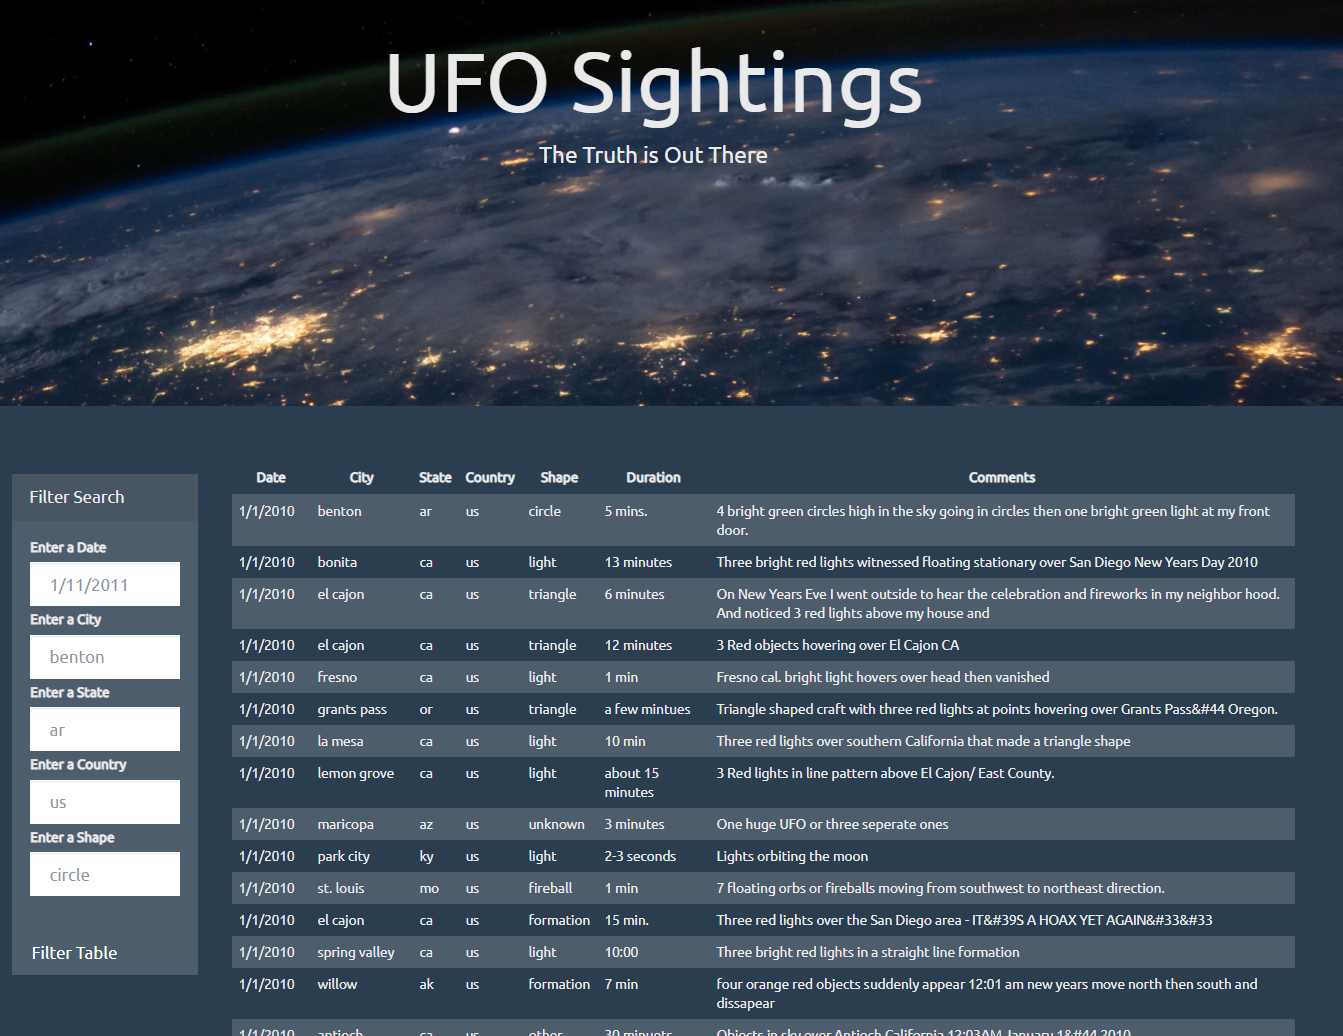 UFO Sightings
The Truth is Out There
Filter Search
Enter a Date
1/11/2011
Enter a City
benton
Enter a State
ar
Enter a Country
us
Enter a Shape
circle
Filter Table
Date City State Country Shape Duration Comments
1/1/2010 benton ar us circle 5 mins. 4 bright green circles high in the sky going in circles then one bright green light at my front
door.
1/1/2010 bonita ca us light 13 minutes Three bright red lights witnessed floating stationary over San Diego New Years Day 2010
1/1/2010 el cajon ca us triangle 6 minutes On New Years Eve I went outside to hear the celebration and fireworks in my neighbor hood.
And noticed 3 red lights above my house and
1/1/2010 el cajon ca us triangle 12 minutes 3 Red objects hovering over El Cajon CA
1/1/2010 fresno ca us light 1 min Fresno cal. bright light hovers over head then vanished
1/1/2010 grants pass or us triangle a few mintues Triangle shaped craft with three red lights at points hovering over Grants Pass&#44 Oregon.
1/1/2010 la mesa ca us light 10 min Three red lights over southern California that made a triangle shape
1/1/2010 lemon grove ca us light about 15 3 Red lights in line pattern above El Cajon/ East County.
minutes
1/1/2010 maricopa az us unknown 3 minutes One huge UFO or three seperate ones
1/1/2010 park city ky us light 2-3 seconds Lights orbiting the moon
1/1/2010 st. louis mo us fireball 1 min 7 floating orbs or fireballs moving from southwest to northeast direction.
1/1/2010 el cajon ca us formation 15 min. Three red lights over the San Diego area - IT&#39S A HOAX YET AGAIN&#33&#33
1/1/2010 spring valley ca us light 10:00 Three bright red lights in a straight line formation
1/1/2010 willow ak us formation 7 min four orange red objects suddenly appear 12:01 am new years move north then south and
dissapear
1/1/2010 antioch ca us other 30 minuets Objects in sky over Antioch California 12:03AM January 1&#44 2010